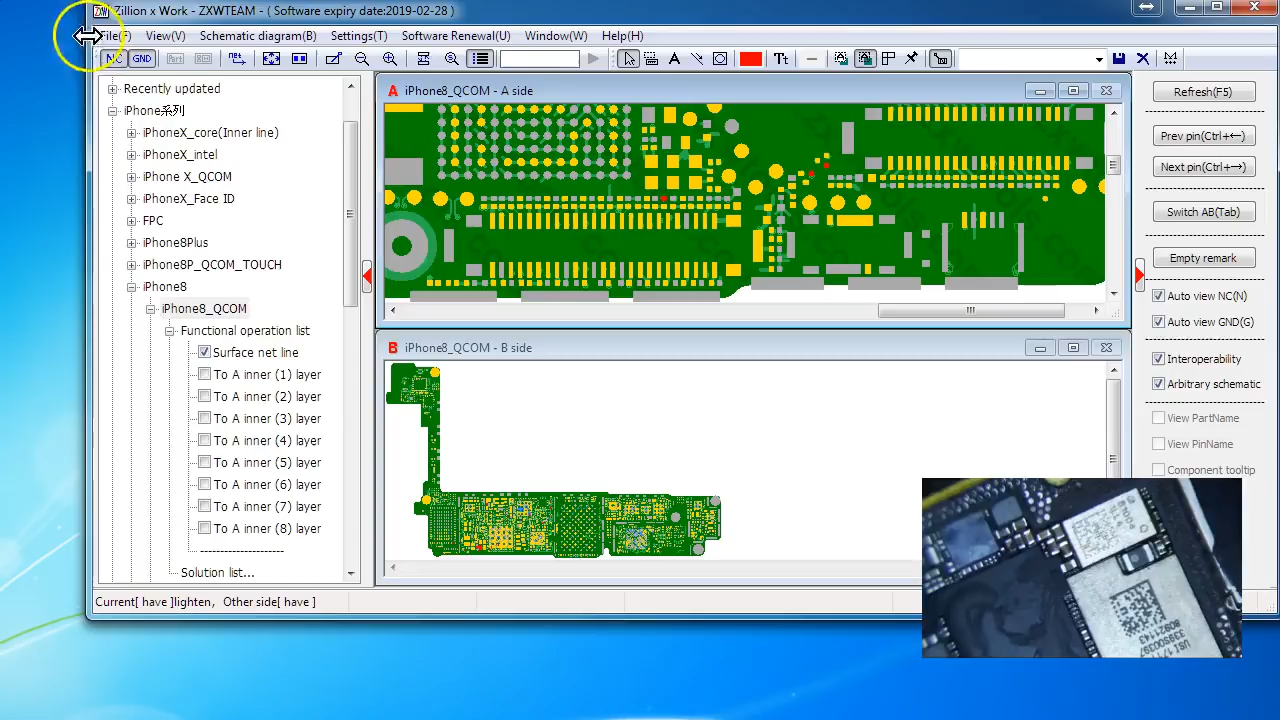 ZXW Zillion x Work - ZXWTEAM - ( Software expiry date:2019-02-28 )
File(F) View(V) Schematic diagram(B) Settings(T) Software Renewal(U) Window(W) Help(H)
NC GND Part net Tt
Recently updated
iPhone系列
iPhoneX_core(Inner line)
iPhoneX_intel
iPhone X_QCOM
iPhoneX_Face ID
FPC
iPhone8Plus
iPhone8P_QCOM_TOUCH
iPhone8
iPhone8_QCOM
Functional operation list
Surface net line
To A inner (1) layer
To A inner (2) layer
To A inner (3) layer
To A inner (4) layer
To A inner (5) layer
To A inner (6) layer
To A inner (7) layer
To A inner (8) layer
Solution list...
A iPhone8_QCOM - A side
B iPhone8_QCOM - B side
Refresh(F5)
Prev pin(Ctrl+←)
Next pin(Ctrl+→)
Switch AB(Tab)
Empty remark
Auto view NC(N)
Auto view GND(G)
Interoperability
Arbitrary schematic
View PartName
View PinName
Component tooltip
Current[ have ]lighten, Other side[ have ]
339S00397
8092143